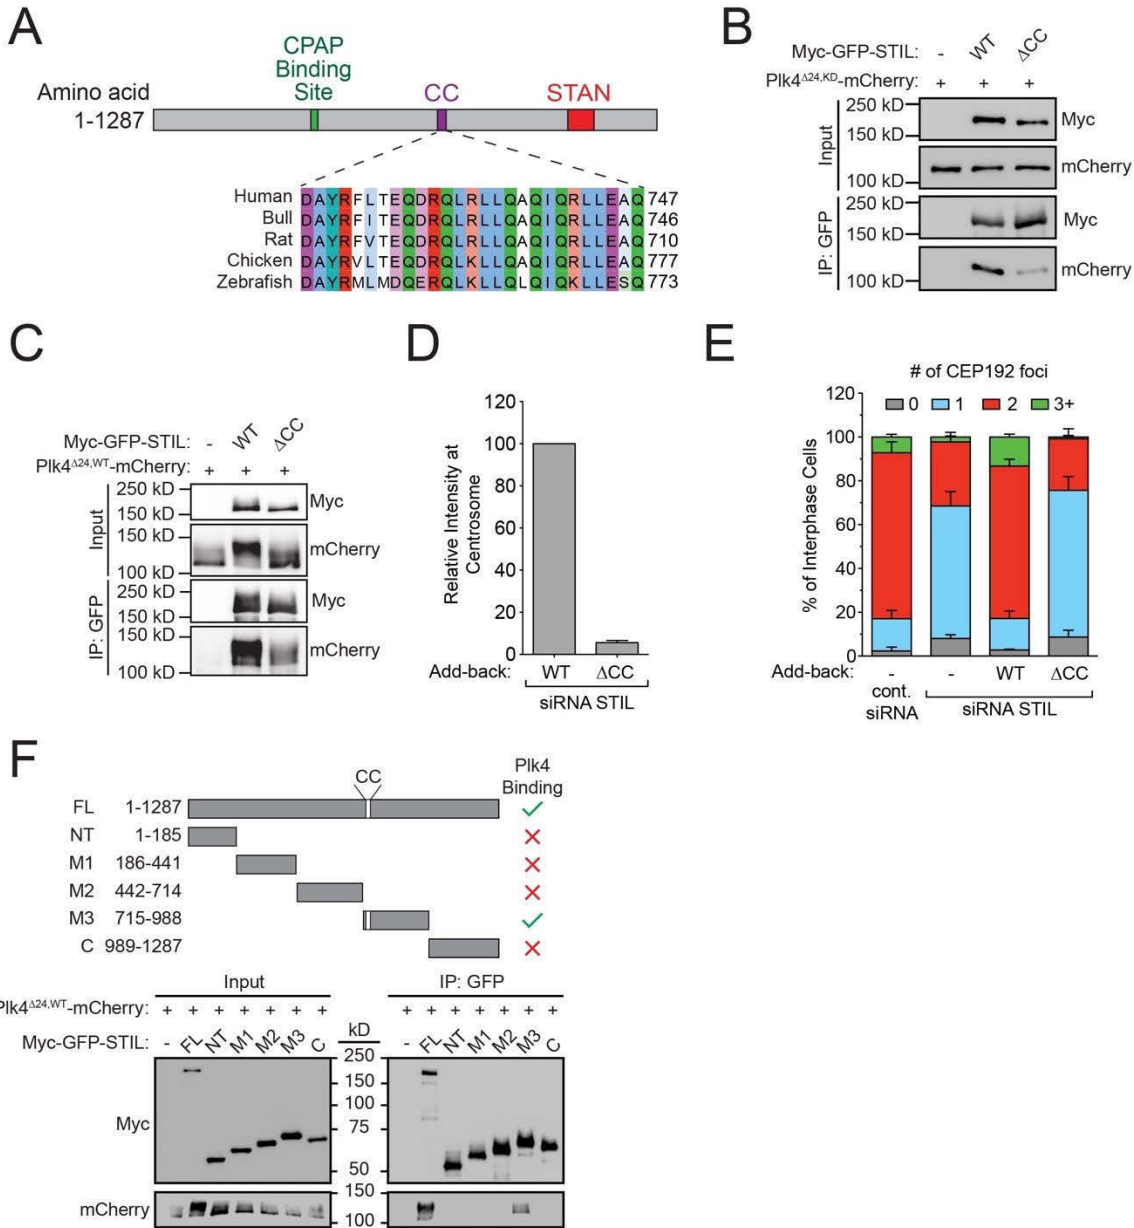 A
CPAP
Binding
Site
CC
STAN
Amino acid
1-1287
Human DAYRFLTEQDRQLRLLQAQIQRLLEAQ 747
Bull DAYRFITEQDRQLRLLQAQIQRLLEAQ 746
Rat DAYRFVTEQDRQLRLLQAQIQRLLEAQ 710
Chicken DAYRVLTEQDRQLKLLQAQIQRLLEAQ 777
Zebrafish DAYRMLMDQERQLKLLQLQIQKLLESQ 773
B
Myc-GFP-STIL: - WT ΔCC
Plk4Δ24,KD-mCherry: + + +
Input
250 kD
150 kD
Myc
100 kD
mCherry
IP: GFP
250 kD
150 kD
Myc
100 kD
mCherry
C
Myc-GFP-STIL: - WT ΔCC
Plk4Δ24,WT-mCherry: + + +
Input
250 kD
150 kD
Myc
150 kD
100 kD
mCherry
IP: GFP
250 kD
150 kD
Myc
150 kD
100 kD
mCherry
D
Relative Intensity at
Centrosome
120
100
80
60
40
20
0
Add-back: WT ΔCC
siRNA STIL
E
# of CEP192 foci
0 1 2 3+
% of Interphase Cells
120
100
80
60
40
20
0
Add-back: - - WT ΔCC
cont.
siRNA
siRNA STIL
F
CC
Plk4
Binding
FL 1-1287
NT 1-185
M1 186-441
M2 442-714
M3 715-988
C 989-1287
Input
IP: GFP
Plk4Δ24,WT-mCherry: + + + + + + + + + + + + + +
Myc-GFP-STIL: - FL NT M1 M2 M3 C kD - FL NT M1 M2 M3 C
Myc
250
150
100
75
50
mCherry
150
100